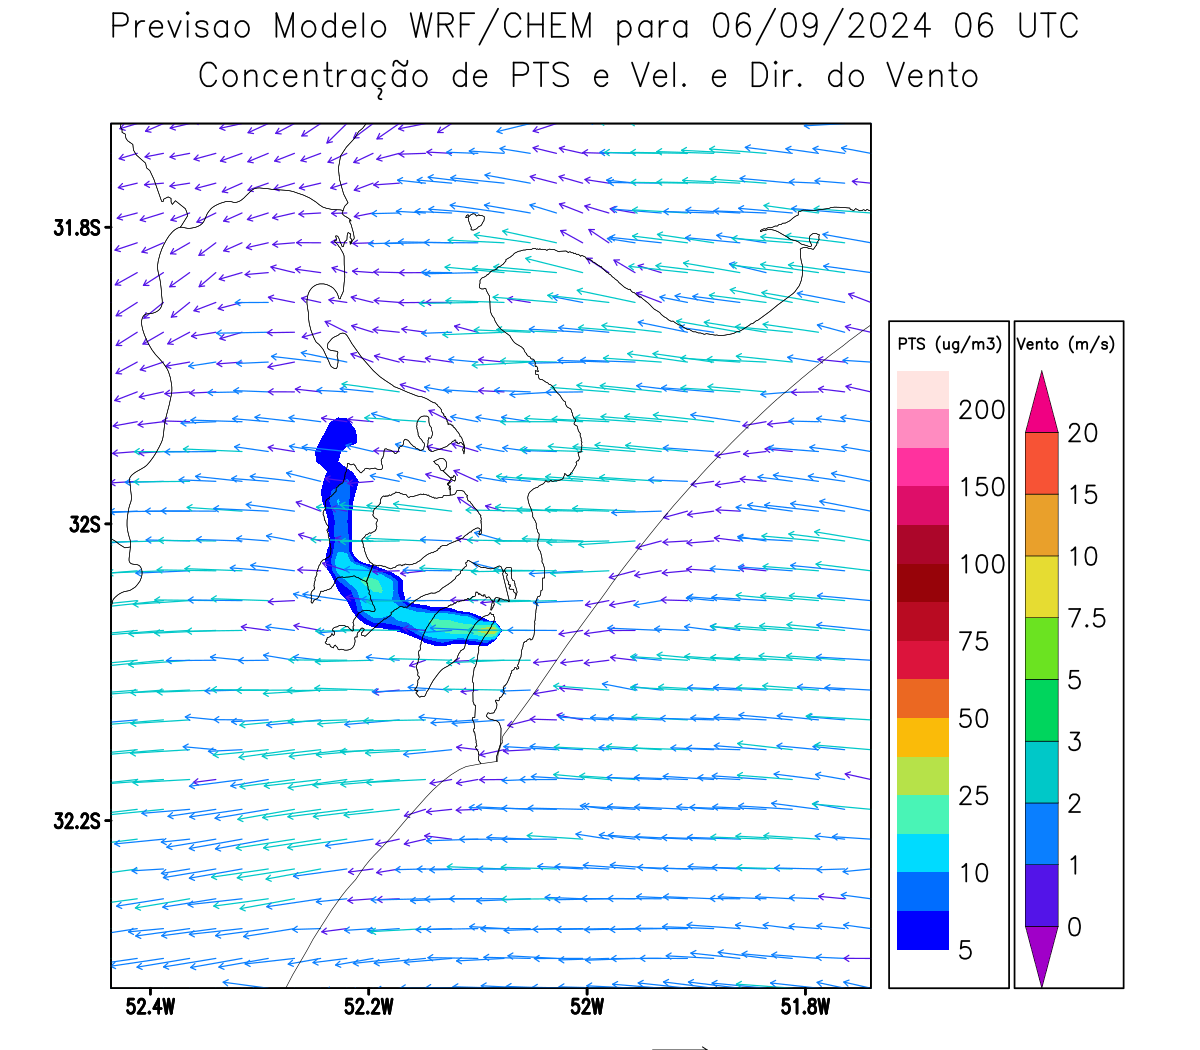 Previsao Modelo WRF/CHEM para 06/09/2024 06 UTC
Concentração de PTS e Vel. e Dir. do Vento
31.8S
32S
32.2S
52.4W 52.2W 52W 51.8W
PTS (ug/m3)
200
150
100
75
50
25
10
5
Vento (m/s)
20
15
10
7.5
5
3
2
1
0